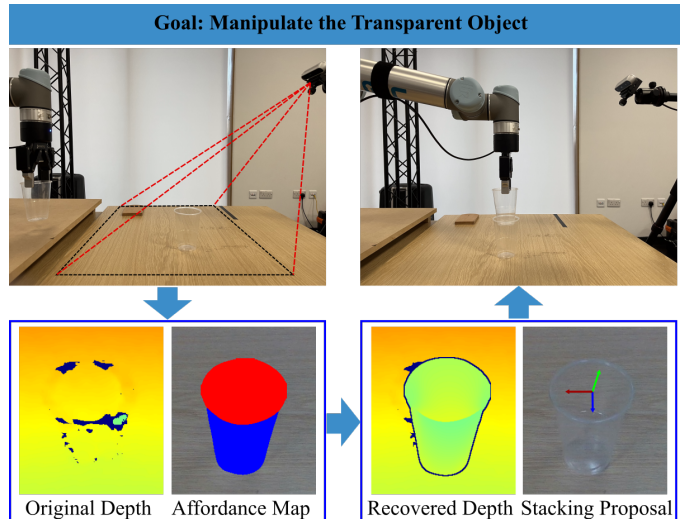 Goal: Manipulate the Transparent Object
Original Depth
Affordance Map
Recovered Depth
Stacking Proposal